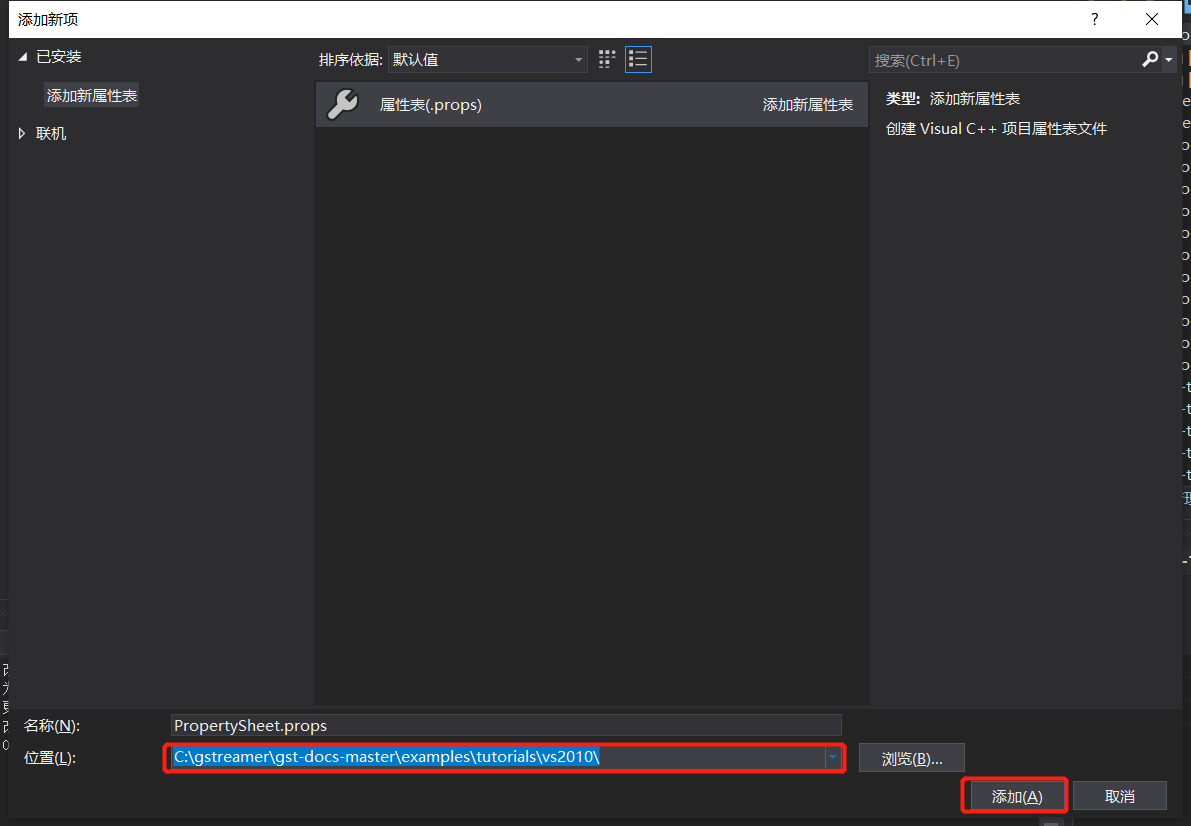 添加新项
?
已安装
添加新属性表
联机
排序依据: 默认值
搜索(Ctrl+E)
属性表(.props) 添加新属性表
类型: 添加新属性表
创建 Visual C++ 项目属性表文件
名称(N): PropertySheet.props
位置(L): C:\gstreamer\gst-docs-master\examples\tutorials\vs2010\
浏览(B)...
添加(A) 取消